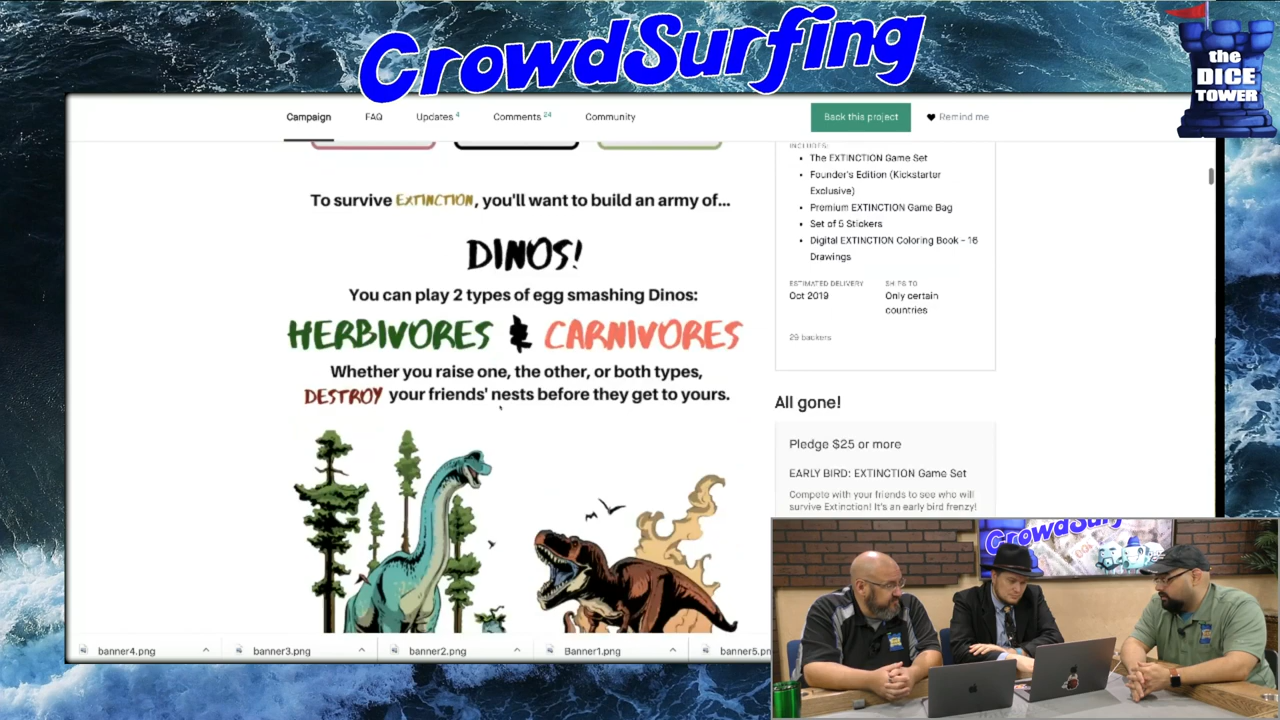 CrowdSurfing
the
DICE
TOWER
Campaign
FAQ
Updates 4
Comments 24
Community
Back this project
Remind me
To survive EXTINCTION, you'll want to build an army of...
DINOS!
You can play 2 types of egg smashing Dinos:
HERBIVORES & CARNIVORES
Whether you raise one, the other, or both types,
DESTROY your friends' nests before they get to yours.
INCLUDES:
• The EXTINCTION Game Set
• Founder's Edition (Kickstarter
Exclusive)
• Premium EXTINCTION Game Bag
• Set of 5 Stickers
• Digital EXTINCTION Coloring Book - 16
Drawings
ESTIMATED DELIVERY
Oct 2019
SHIPS TO
Only certain
countries
29 backers
All gone!
Pledge $25 or more
EARLY BIRD: EXTINCTION Game Set
Compete with your friends to see who will
survive Extinction! It's an early bird frenzy!
banner4.png
banner3.png
banner2.png
Banner1.png
banner5.pn
CrowdSurf